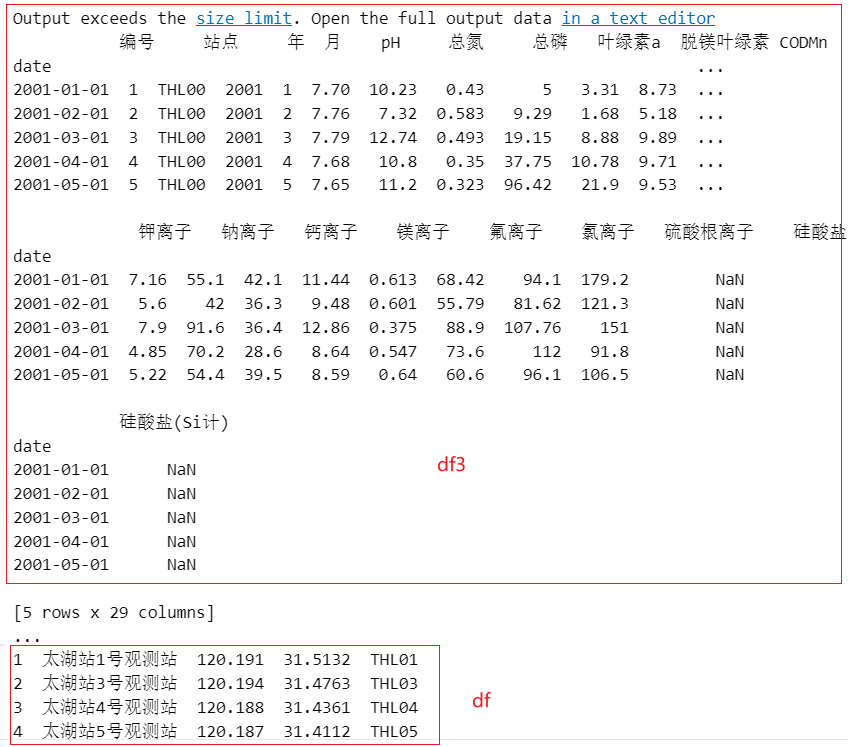 Output exceeds the size limit. Open the full output data in a text editor
编号 站点 年 月 pH 总氮 总磷 叶绿素a 脱镁叶绿素 CODMn
date ...
2001-01-01 1 THL00 2001 1 7.70 10.23 0.43 5 3.31 8.73 ...
2001-02-01 2 THL00 2001 2 7.76 7.32 0.583 9.29 1.68 5.18 ...
2001-03-01 3 THL00 2001 3 7.79 12.74 0.493 19.15 8.88 9.89 ...
2001-04-01 4 THL00 2001 4 7.68 10.8 0.35 37.75 10.78 9.71 ...
2001-05-01 5 THL00 2001 5 7.65 11.2 0.323 96.42 21.9 9.53 ...
钾离子 钠离子 钙离子 镁离子 氟离子 氯离子 硫酸根离子 硅酸盐
date
2001-01-01 7.16 55.1 42.1 11.44 0.613 68.42 94.1 179.2 NaN
2001-02-01 5.6 42 36.3 9.48 0.601 55.79 81.62 121.3 NaN
2001-03-01 7.9 91.6 36.4 12.86 0.375 88.9 107.76 151 NaN
2001-04-01 4.85 70.2 28.6 8.64 0.547 73.6 112 91.8 NaN
2001-05-01 5.22 54.4 39.5 8.59 0.64 60.6 96.1 106.5 NaN
硅酸盐(Si计)
date
2001-01-01 NaN
2001-02-01 NaN
2001-03-01 NaN
2001-04-01 NaN
2001-05-01 NaN
df3
[5 rows x 29 columns]
...
1 太湖站1号观测站 120.191 31.5132 THL01
2 太湖站3号观测站 120.194 31.4763 THL03
3 太湖站4号观测站 120.188 31.4361 THL04
4 太湖站5号观测站 120.187 31.4112 THL05
df